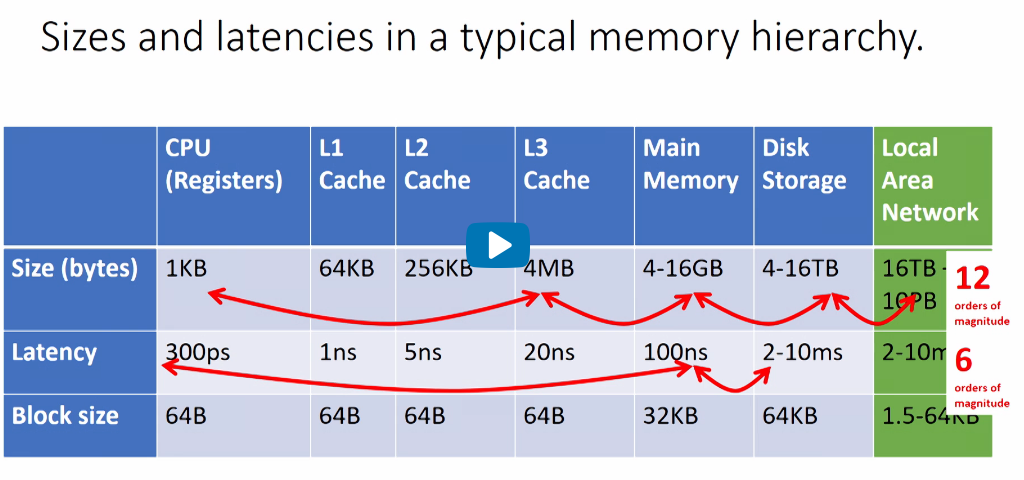 Sizes and latencies in a typical memory hierarchy.
CPU (Registers) L1 Cache L2 Cache L3 Cache Main Memory Disk Storage Local Area Network
Size (bytes) 1KB 64KB 256KB 4MB 4-16GB 4-16TB 16TB - 10PB
12
orders of
magnitude
Latency 300ps 1ns 5ns 20ns 100ns 2-10ms
6
orders of
magnitude
Block size 64B 64B 64B 64B 32KB 64KB 1.5-64KB